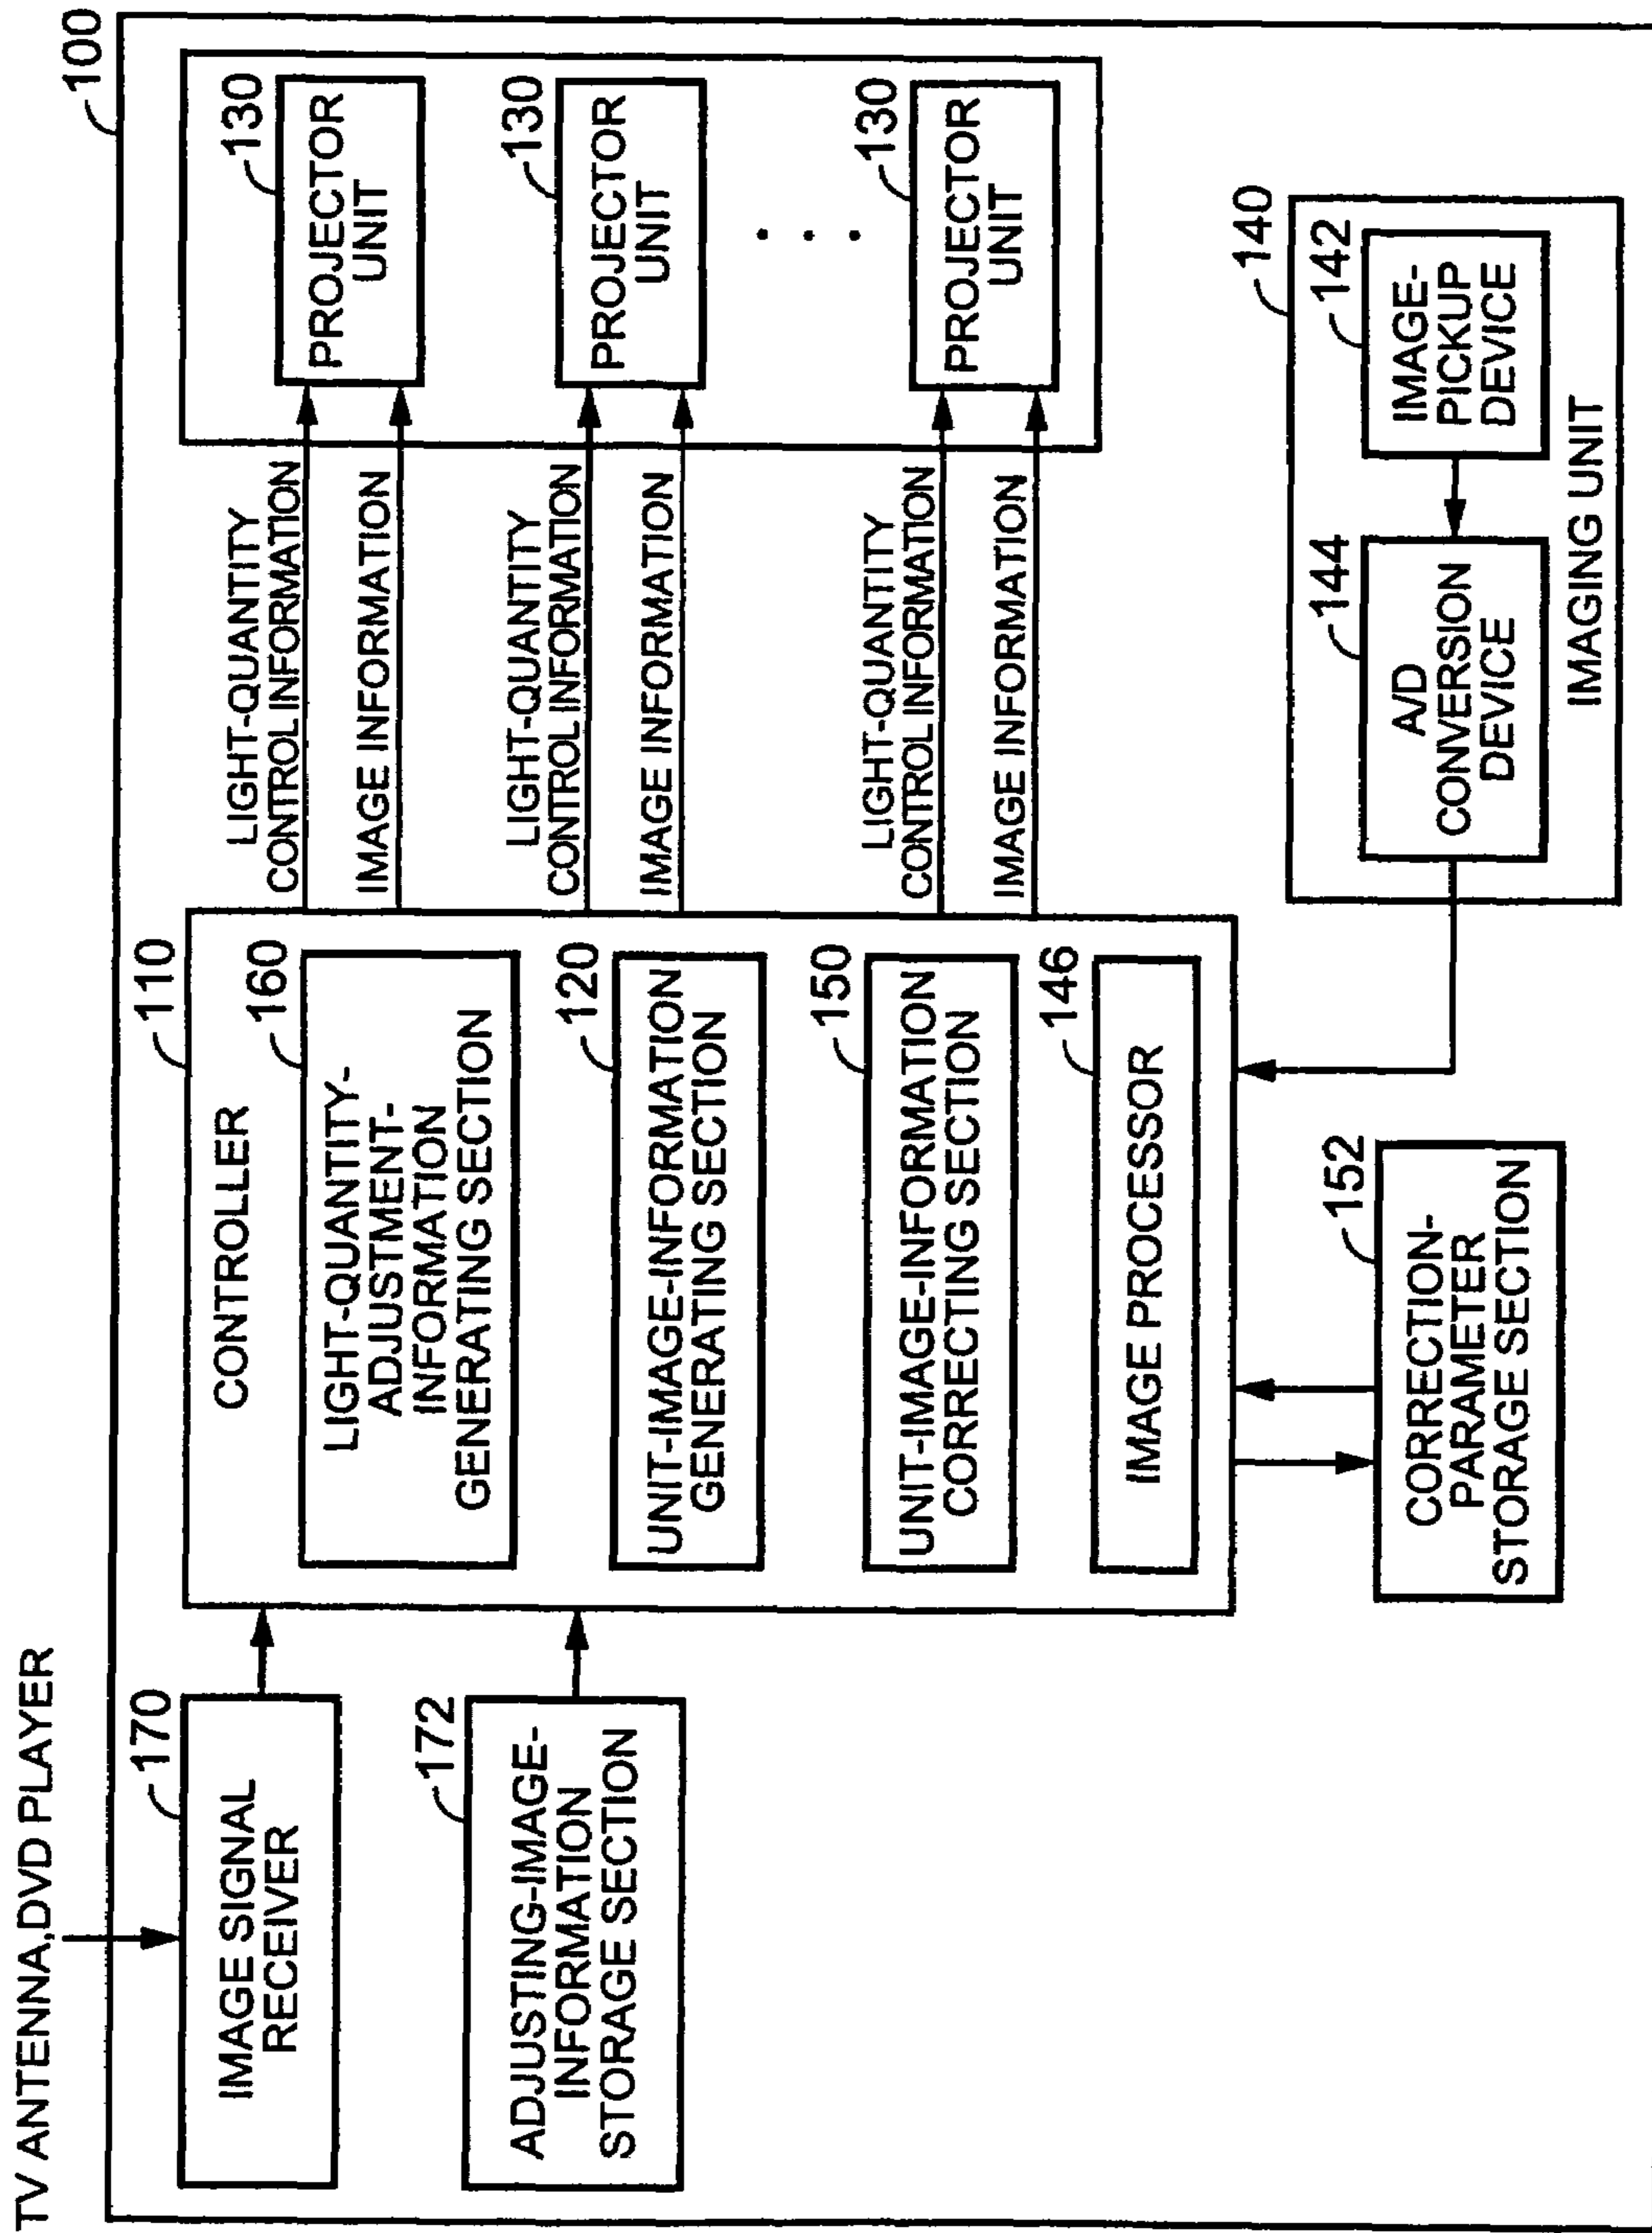 TV ANTENNA,DVD PLAYER
100
170
IMAGE SIGNAL
RECEIVER
172
ADJUSTING-IMAGE-
INFORMATION
STORAGE SECTION
110
CONTROLLER
160
LIGHT-QUANTITY-
ADJUSTMENT-
INFORMATION
GENERATING SECTION
120
UNIT-IMAGE-INFORMATION
GENERATING SECTION
150
UNIT-IMAGE-INFORMATION
CORRECTING SECTION
146
IMAGE PROCESSOR
152
CORRECTION-
PARAMETER
STORAGE SECTION
LIGHT-QUANTITY
CONTROL INFORMATION
IMAGE INFORMATION
LIGHT-QUANTITY
CONTROL INFORMATION
IMAGE INFORMATION
LIGHT-QUANTITY
CONTROL INFORMATION
IMAGE INFORMATION
130
PROJECTOR
UNIT
130
PROJECTOR
UNIT
. . .
130
PROJECTOR
UNIT
140
142
IMAGE-
PICKUP
DEVICE
144
A/D
CONVERSION
DEVICE
IMAGING UNIT